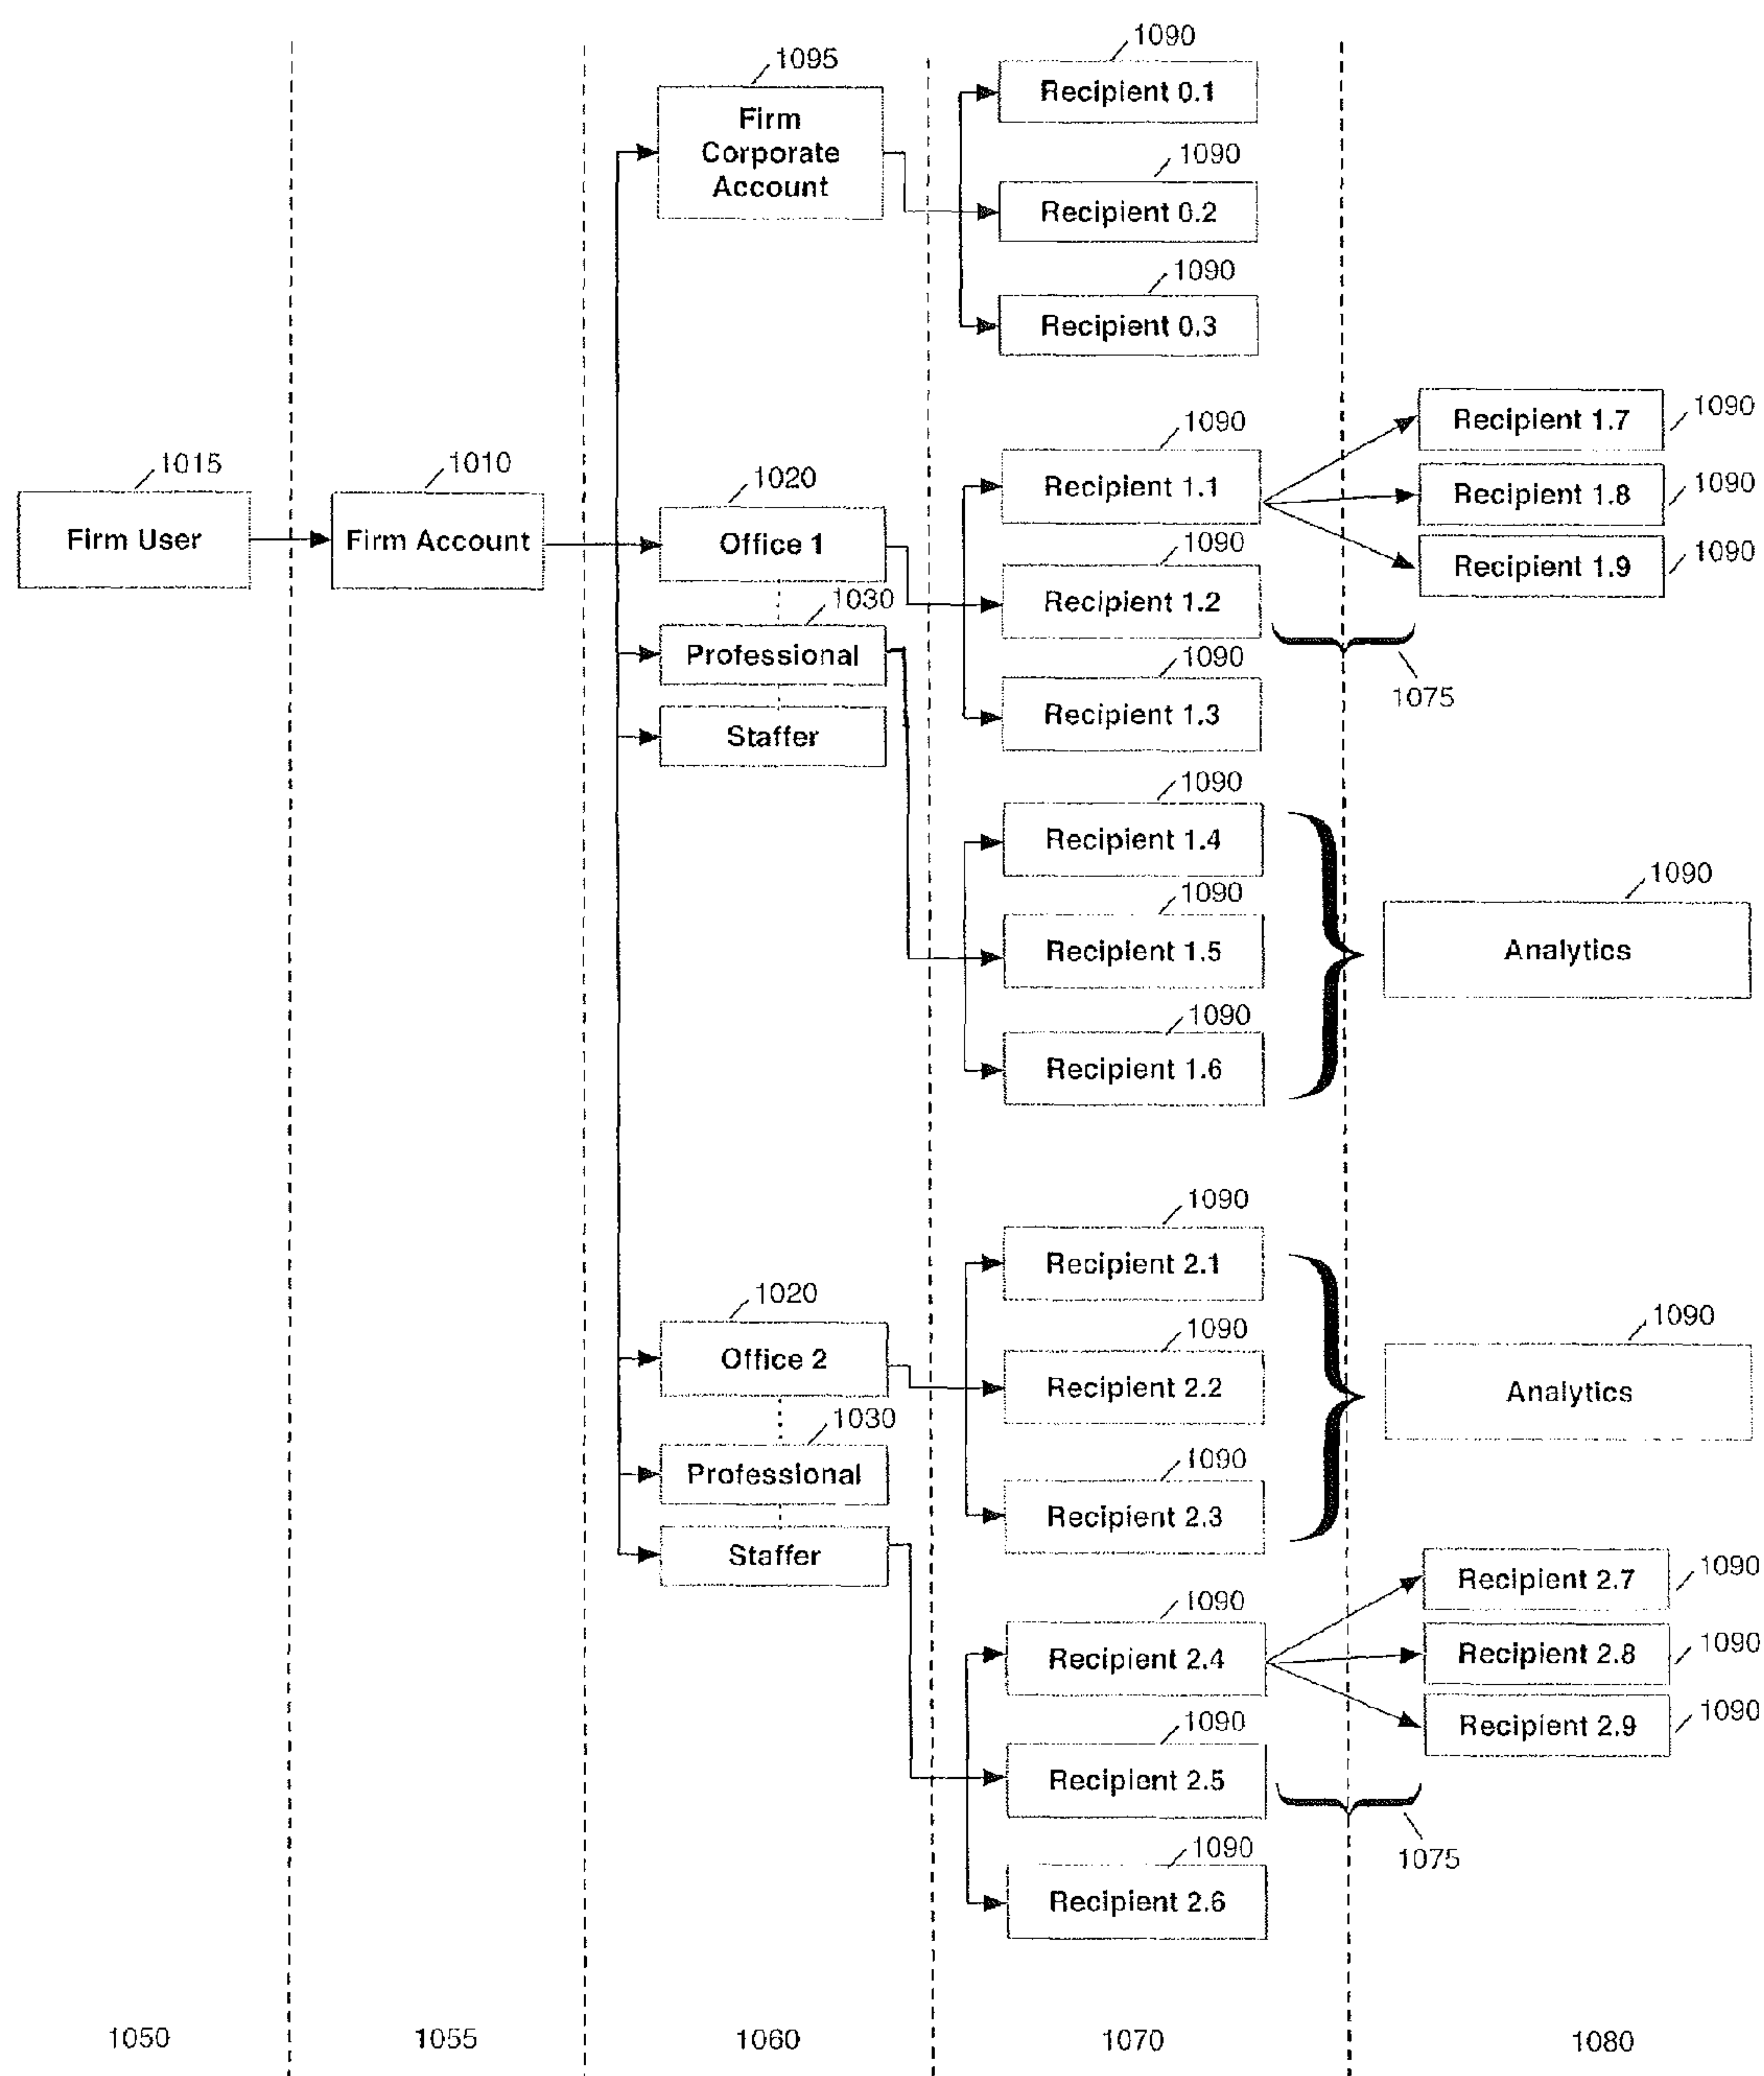 1015
Firm User
1010
Firm Account
1095
Firm
Corporate
Account
1020
Office 1
1030
Professional
Staffer
1020
Office 2
1030
Professional
Staffer
1090
Recipient 0.1
1090
Recipient 0.2
1090
Recipient 0.3
1090
Recipient 1.1
1090
Recipient 1.2
1090
Recipient 1.3
1090
Recipient 1.4
1090
Recipient 1.5
1090
Recipient 1.6
1090
Recipient 2.1
1090
Recipient 2.2
1090
Recipient 2.3
1090
Recipient 2.4
1090
Recipient 2.5
1090
Recipient 2.6
Recipient 1.7
1090
Recipient 1.8
1090
Recipient 1.9
1090
1075
1090
Analytics
1090
Analytics
Recipient 2.7
1090
Recipient 2.8
1090
Recipient 2.9
1090
1075
1050
1055
1060
1070
1080